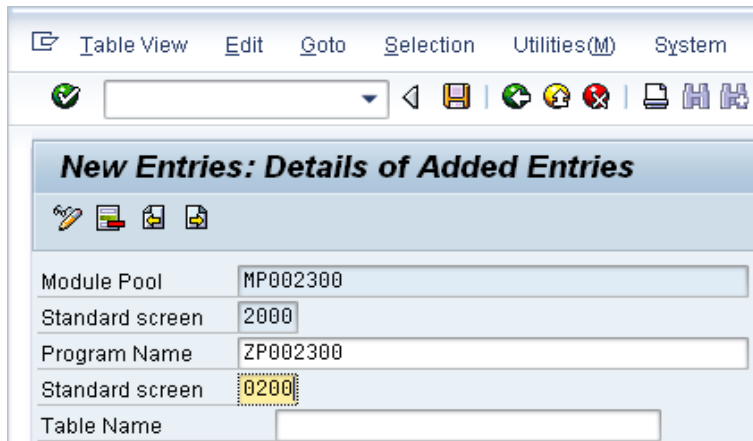 Table View Edit Goto Selection Utilities(M) System
New Entries: Details of Added Entries
Module Pool MP002300
Standard screen 2000
Program Name ZP002300
Standard screen 0200
Table Name